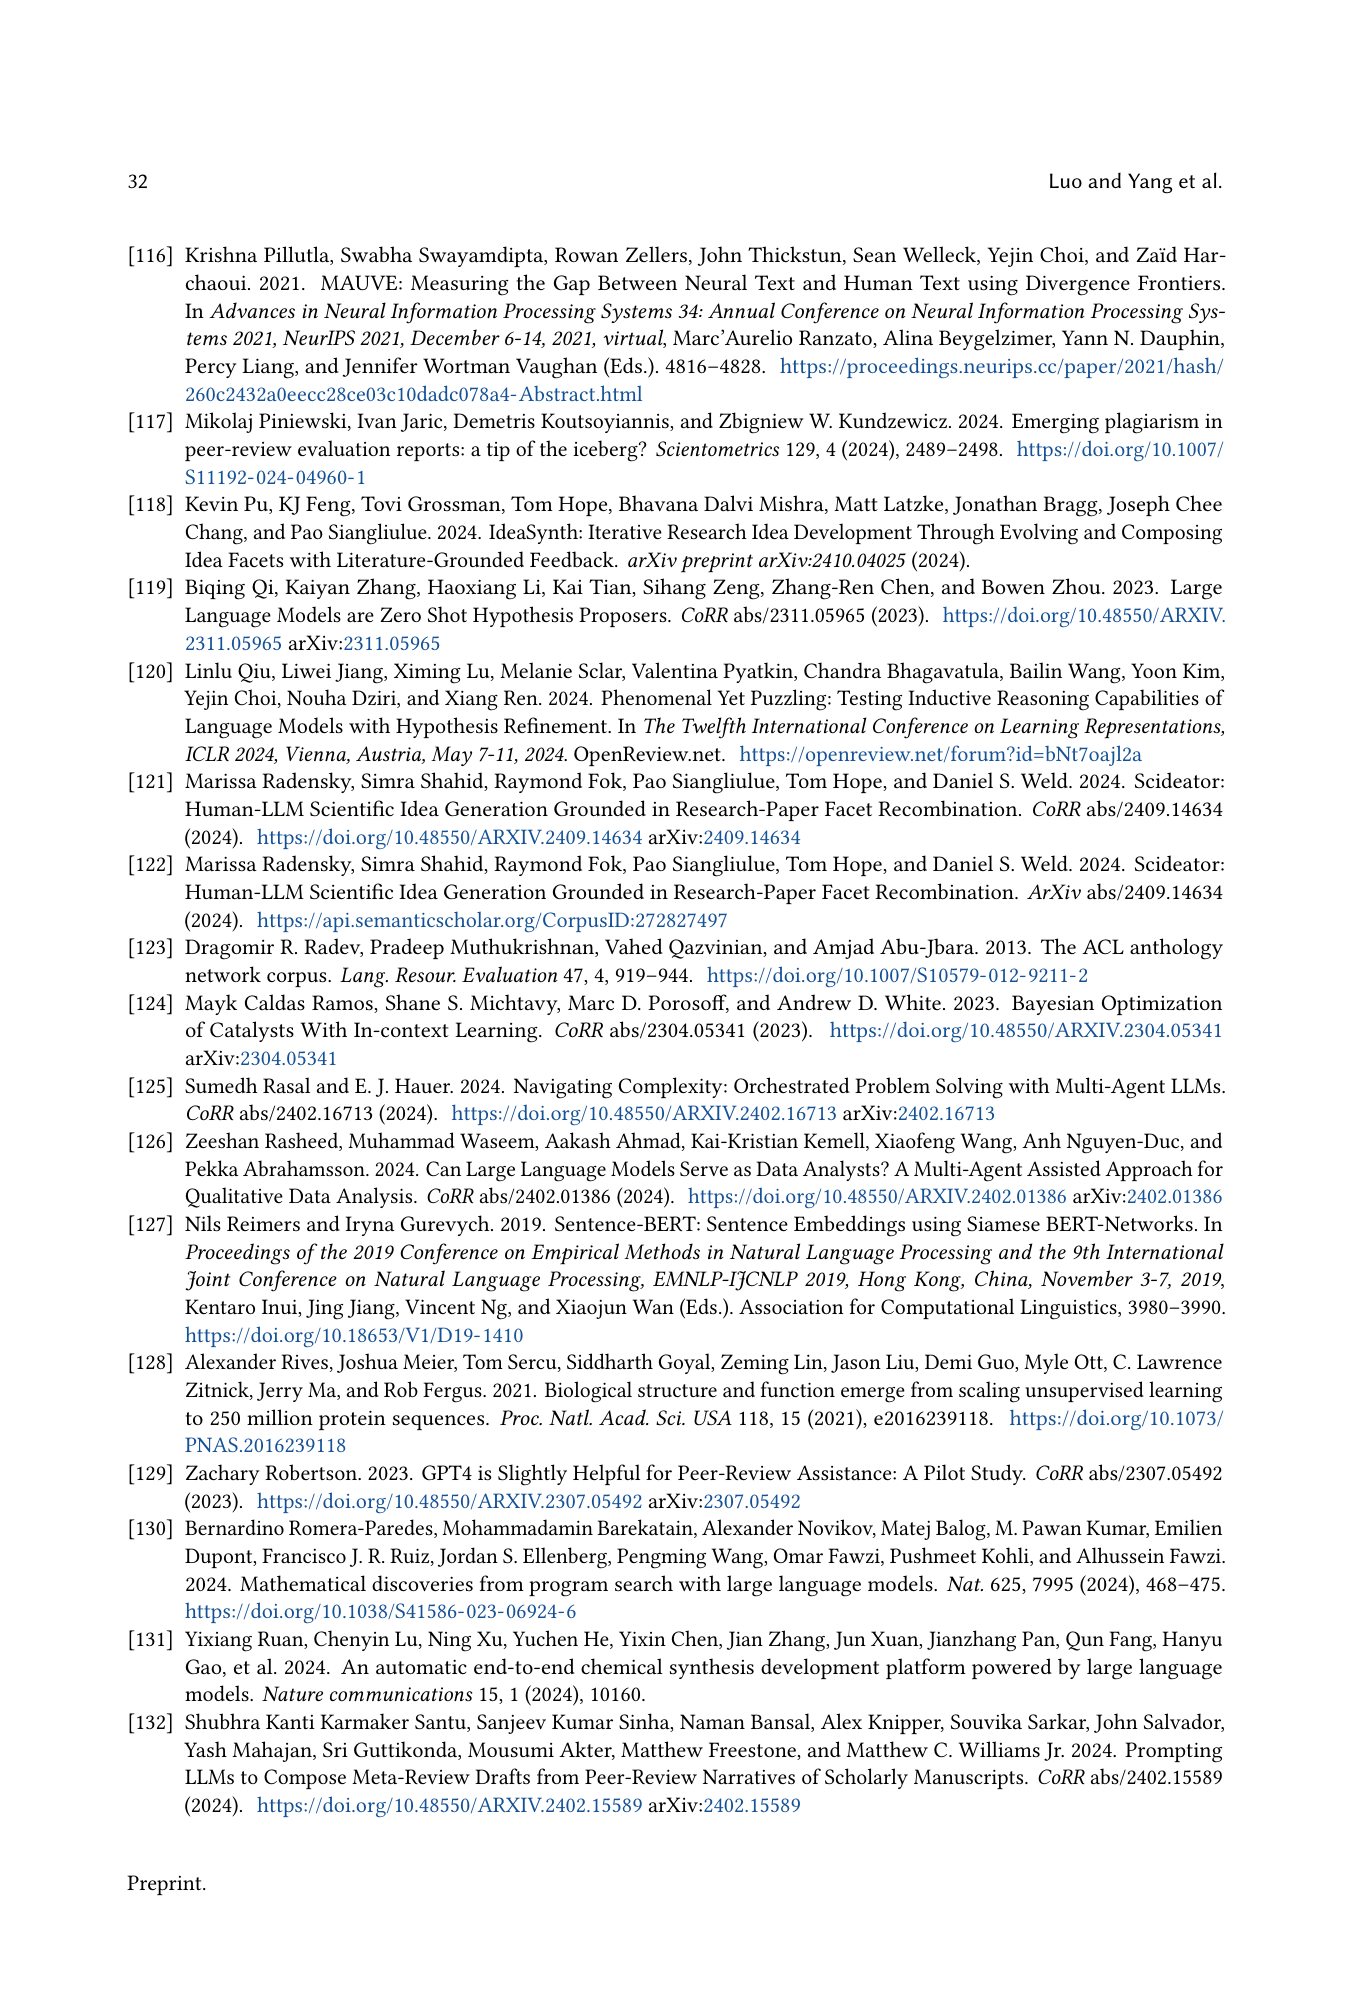 32
Luo and Yang et al.
[116] Krishna Pillutla, Swabha Swayamdipta, Rowan Zellers, John Thickstun, Sean Welleck, Yejin Choi, and Zaïd Har-
chaoui. 2021. MAUVE: Measuring the Gap Between Neural Text and Human Text using Divergence Frontiers.
In Advances in Neural Information Processing Systems 34: Annual Conference on Neural Information Processing Sys-
tems 2021, NeurIPS 2021, December 6-14, 2021, virtual, Marc'Aurelio Ranzato, Alina Beygelzimer, Yann N. Dauphin,
Percy Liang, and Jennifer Wortman Vaughan (Eds.). 4816–4828. https://proceedings.neurips.cc/paper/2021/hash/
260c2432a0eecc28ce03c10dadc078a4-Abstract.html
[117] Mikolaj Piniewski, Ivan Jaric, Demetris Koutsoyiannis, and Zbigniew W. Kundzewicz. 2024. Emerging plagiarism in
peer-review evaluation reports: a tip of the iceberg? Scientometrics 129, 4 (2024), 2489–2498. https://doi.org/10.1007/
S11192-024-04960-1
[118] Kevin Pu, KJ Feng, Tovi Grossman, Tom Hope, Bhavana Dalvi Mishra, Matt Latzke, Jonathan Bragg, Joseph Chee
Chang, and Pao Siangliulue. 2024. IdeaSynth: Iterative Research Idea Development Through Evolving and Composing
Idea Facets with Literature-Grounded Feedback. arXiv preprint arXiv:2410.04025 (2024).
[119] Biqing Qi, Kaiyan Zhang, Haoxiang Li, Kai Tian, Sihang Zeng, Zhang-Ren Chen, and Bowen Zhou. 2023. Large
Language Models are Zero Shot Hypothesis Proposers. CoRR abs/2311.05965 (2023). https://doi.org/10.48550/ARXIV.
2311.05965 arXiv:2311.05965
[120] Linlu Qiu, Liwei Jiang, Ximing Lu, Melanie Sclar, Valentina Pyatkin, Chandra Bhagavatula, Bailin Wang, Yoon Kim,
Yejin Choi, Nouha Dziri, and Xiang Ren. 2024. Phenomenal Yet Puzzling: Testing Inductive Reasoning Capabilities of
Language Models with Hypothesis Refinement. In The Twelfth International Conference on Learning Representations,
ICLR 2024, Vienna, Austria, May 7-11, 2024. OpenReview.net. https://openreview.net/forum?id=bNt7oajl2a
[121] Marissa Radensky, Simra Shahid, Raymond Fok, Pao Siangliulue, Tom Hope, and Daniel S. Weld. 2024. Scideator:
Human-LLM Scientific Idea Generation Grounded in Research-Paper Facet Recombination. CoRR abs/2409.14634
(2024). https://doi.org/10.48550/ARXIV.2409.14634 arXiv:2409.14634
[122] Marissa Radensky, Simra Shahid, Raymond Fok, Pao Siangliulue, Tom Hope, and Daniel S. Weld. 2024. Scideator:
Human-LLM Scientific Idea Generation Grounded in Research-Paper Facet Recombination. ArXiv abs/2409.14634
(2024). https://api.semanticscholar.org/CorpusID:272827497
[123] Dragomir R. Radev, Pradeep Muthukrishnan, Vahed Qazvinian, and Amjad Abu-Jbara. 2013. The ACL anthology
network corpus. Lang. Resour. Evaluation 47, 4, 919–944. https://doi.org/10.1007/S10579-012-9211-2
[124] Mayk Caldas Ramos, Shane S. Michtavy, Marc D. Porosoff, and Andrew D. White. 2023. Bayesian Optimization
of Catalysts With In-context Learning. CoRR abs/2304.05341 (2023). https://doi.org/10.48550/ARXIV.2304.05341
arXiv:2304.05341
[125] Sumedh Rasal and E. J. Hauer. 2024. Navigating Complexity: Orchestrated Problem Solving with Multi-Agent LLMs.
CoRR abs/2402.16713 (2024). https://doi.org/10.48550/ARXIV.2402.16713 arXiv:2402.16713
[126] Zeeshan Rasheed, Muhammad Waseem, Aakash Ahmad, Kai-Kristian Kemell, Xiaofeng Wang, Anh Nguyen-Duc, and
Pekka Abrahamsson. 2024. Can Large Language Models Serve as Data Analysts? A Multi-Agent Assisted Approach for
Qualitative Data Analysis. CoRR abs/2402.01386 (2024). https://doi.org/10.48550/ARXIV.2402.01386 arXiv:2402.01386
[127] Nils Reimers and Iryna Gurevych. 2019. Sentence-BERT: Sentence Embeddings using Siamese BERT-Networks. In
Proceedings of the 2019 Conference on Empirical Methods in Natural Language Processing and the 9th International
Joint Conference on Natural Language Processing, EMNLP-IJCNLP 2019, Hong Kong, China, November 3-7, 2019,
Kentaro Inui, Jing Jiang, Vincent Ng, and Xiaojun Wan (Eds.). Association for Computational Linguistics, 3980–3990.
https://doi.org/10.18653/V1/D19-1410
[128] Alexander Rives, Joshua Meier, Tom Sercu, Siddharth Goyal, Zeming Lin, Jason Liu, Demi Guo, Myle Ott, C. Lawrence
Zitnick, Jerry Ma, and Rob Fergus. 2021. Biological structure and function emerge from scaling unsupervised learning
to 250 million protein sequences. Proc. Natl. Acad. Sci. USA 118, 15 (2021), e2016239118. https://doi.org/10.1073/
PNAS.2016239118
[129] Zachary Robertson. 2023. GPT4 is Slightly Helpful for Peer-Review Assistance: A Pilot Study. CoRR abs/2307.05492
(2023). https://doi.org/10.48550/ARXIV.2307.05492 arXiv:2307.05492
[130] Bernardino Romera-Paredes, Mohammadamin Barekatain, Alexander Novikov, Matej Balog, M. Pawan Kumar, Emilien
Dupont, Francisco J. R. Ruiz, Jordan S. Ellenberg, Pengming Wang, Omar Fawzi, Pushmeet Kohli, and Alhussein Fawzi.
2024. Mathematical discoveries from program search with large language models. Nat. 625, 7995 (2024), 468–475.
https://doi.org/10.1038/S41586-023-06924-6
[131] Yixiang Ruan, Chenyin Lu, Ning Xu, Yuchen He, Yixin Chen, Jian Zhang, Jun Xuan, Jianzhang Pan, Qun Fang, Hanyu
Gao, et al. 2024. An automatic end-to-end chemical synthesis development platform powered by large language
models. Nature communications 15, 1 (2024), 10160.
[132] Shubhra Kanti Karmaker Santu, Sanjeev Kumar Sinha, Naman Bansal, Alex Knipper, Souvika Sarkar, John Salvador,
Yash Mahajan, Sri Guttikonda, Mousumi Akter, Matthew Freestone, and Matthew C. Williams Jr. 2024. Prompting
LLMs to Compose Meta-Review Drafts from Peer-Review Narratives of Scholarly Manuscripts. CoRR abs/2402.15589
(2024). https://doi.org/10.48550/ARXIV.2402.15589 arXiv:2402.15589
Preprint.